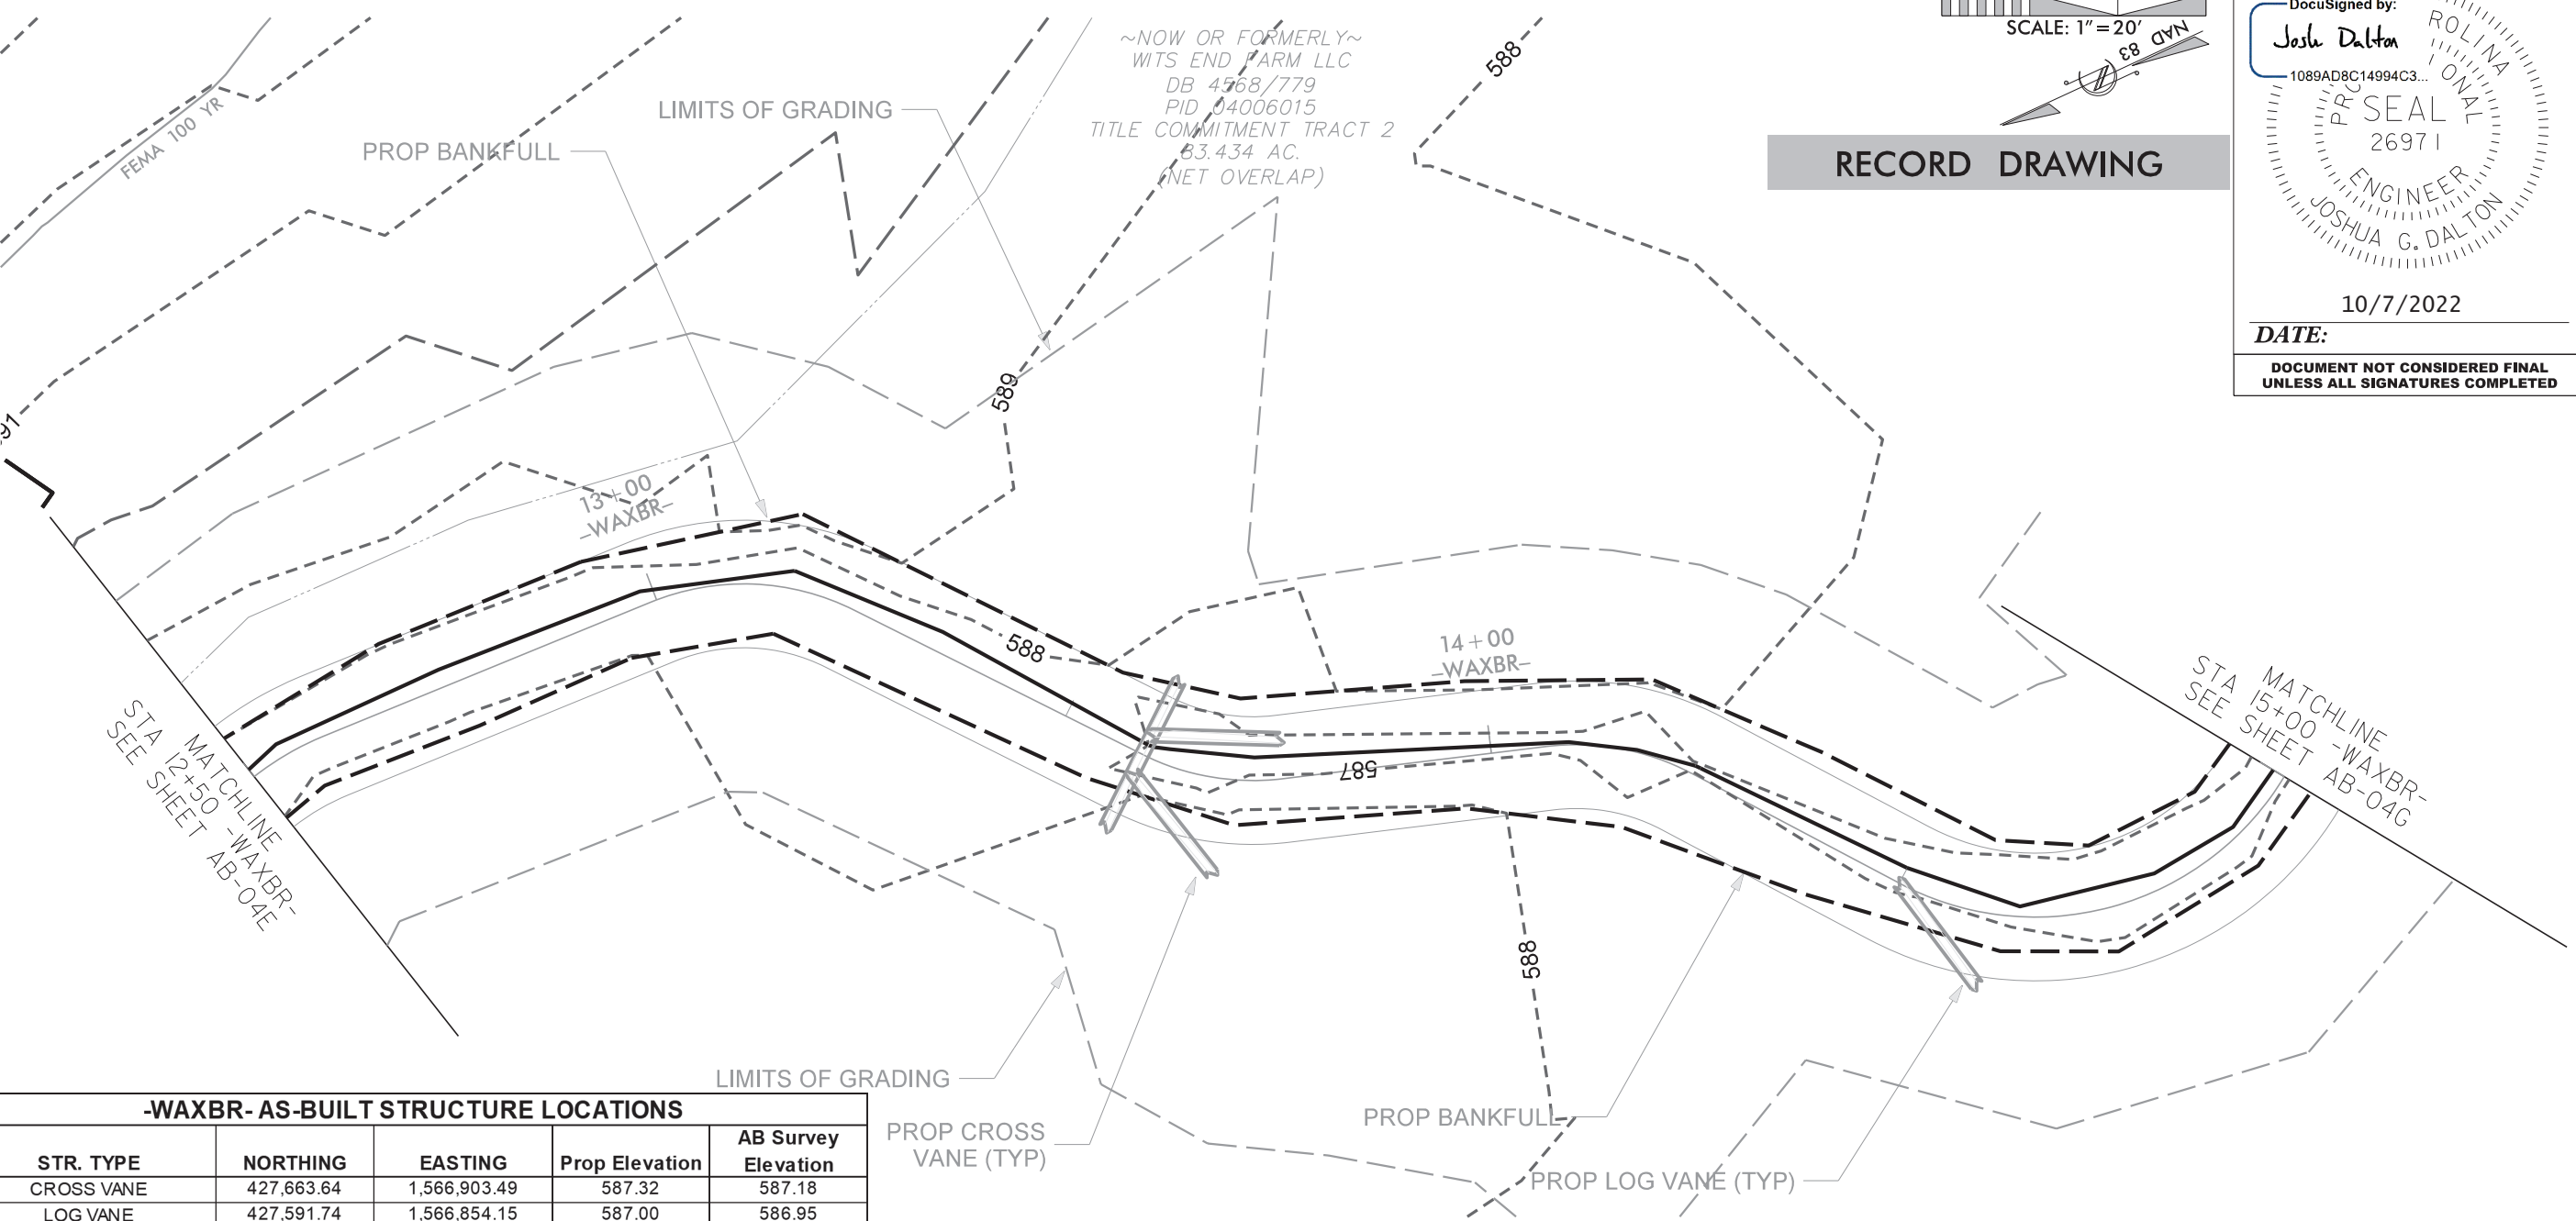 SCALE: 1"=20'
NAD 83
DocuSigned by:
Josh Dalton
1089AD8C14994C3...
SEAL
26971
ENGINEER
JOSHUA G. DALTON
10/7/2022
DATE:
DOCUMENT NOT CONSIDERED FINAL
UNLESS ALL SIGNATURES COMPLETED
RECORD DRAWING
~NOW OR FORMERLY~
WITS END FARM LLC
DB 4568/779
PID 04006015
TITLE COMMITMENT TRACT 2
83.434 AC.
(NET OVERLAP)
588
LIMITS OF GRADING
FEMA 100 YR
PROP BANKFULL
589
13+00
-WAXBR-
588
14+00
-WAXBR-
587
588
MATCHLINE
STA 12+50 -WAXBR-
SEE SHEET AB-04E
MATCHLINE
STA 15+00 -WAXBR-
SEE SHEET AB-04G
LIMITS OF GRADING
PROP CROSS
VANE (TYP)
PROP BANKFULL
PROP LOG VANE (TYP)
-WAXBR- AS-BUILT STRUCTURE LOCATIONS
STR. TYPE NORTHING EASTING Prop Elevation AB Survey Elevation
CROSS VANE 427,663.64 1,566,903.49 587.32 587.18
LOG VANE 427,591.74 1,566,854.15 587.00 586.95